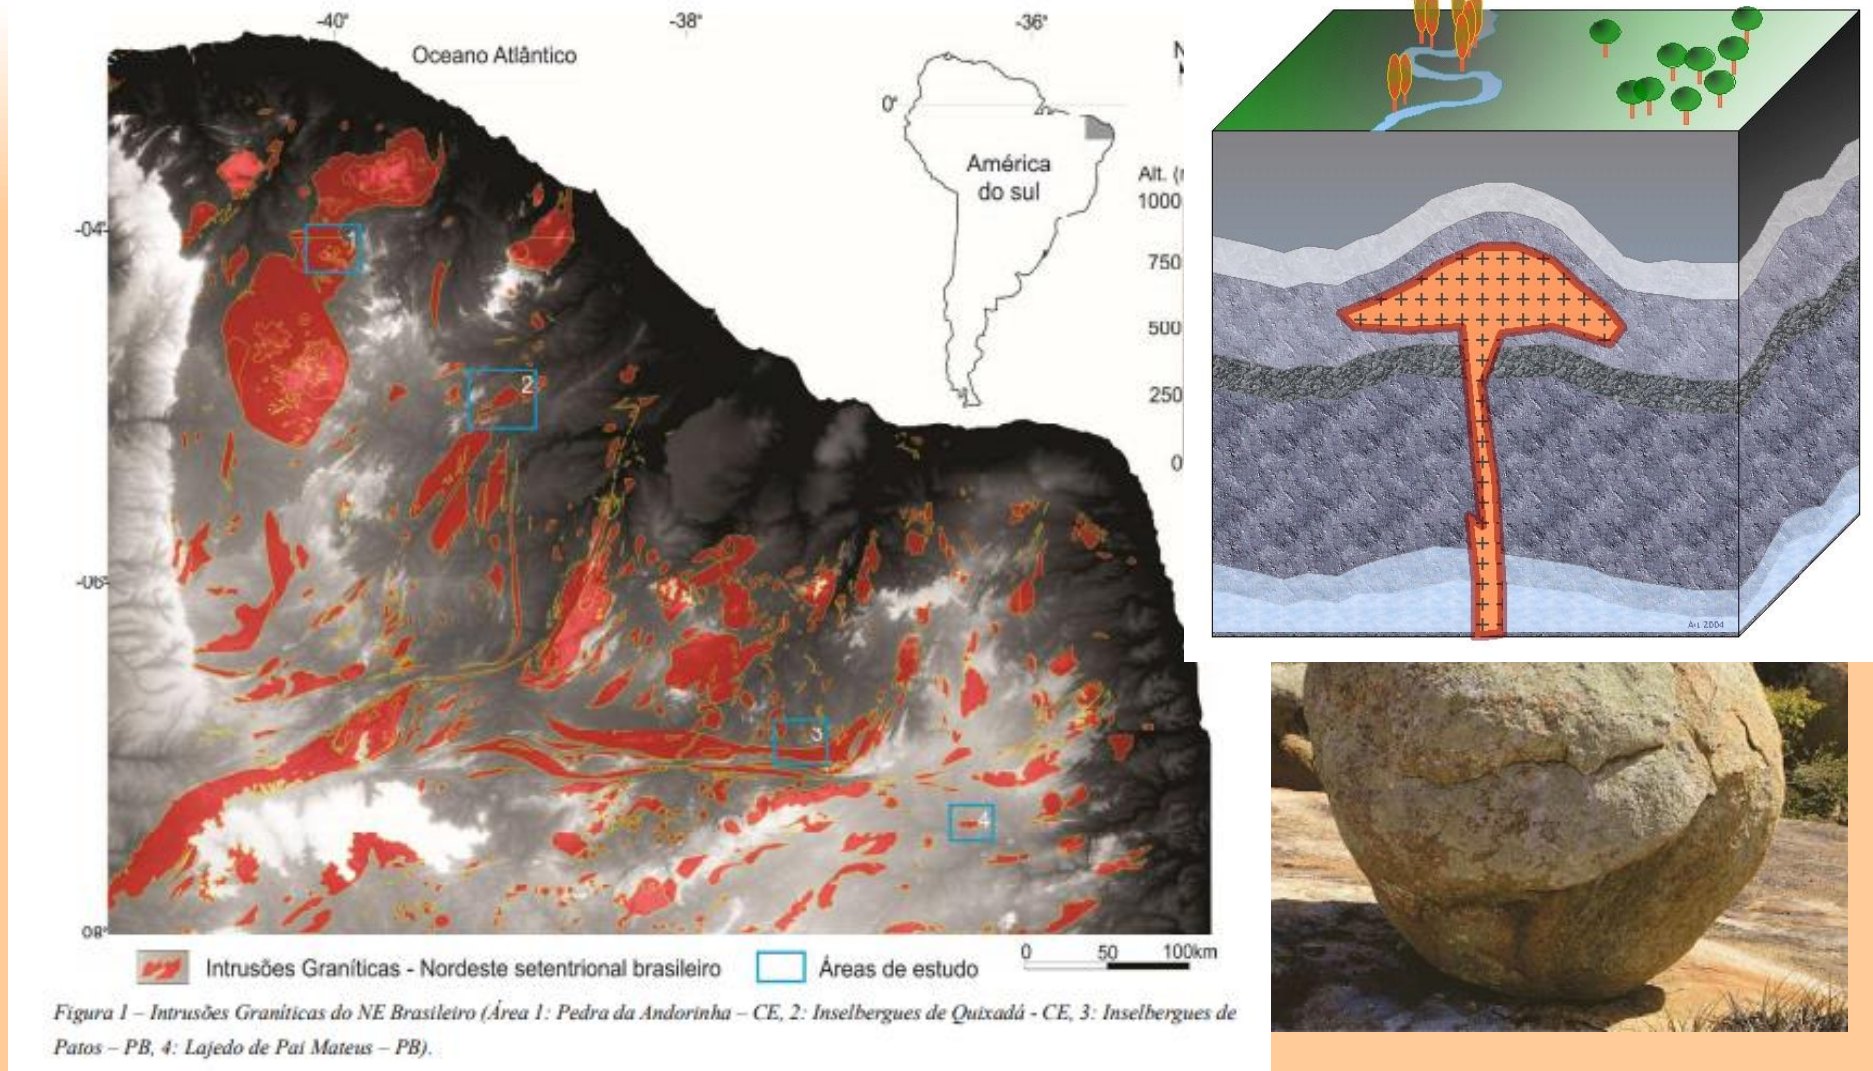 -40°
-38°
-36°
Oceano Atlântico
0°
América
do sul
Alt. (
1000
750
500
250
0
-04°
-06°
08°
1
2
3
4
A-1 2004
Intrusões Graníticas - Nordeste setentrional brasileiro
Áreas de estudo
0 50 100km
Figura 1 – Intrusões Graníticas do NE Brasileiro (Área 1: Pedra da Andorinha – CE, 2: Inselbergues de Quixadá - CE, 3: Inselbergues de
Patos – PB, 4: Lajedo de Pai Mateus – PB).